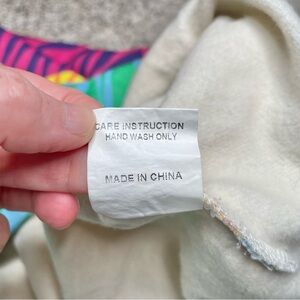 CARE INSTRUCTION
HAND WASH ONLY
MADE IN CHINA